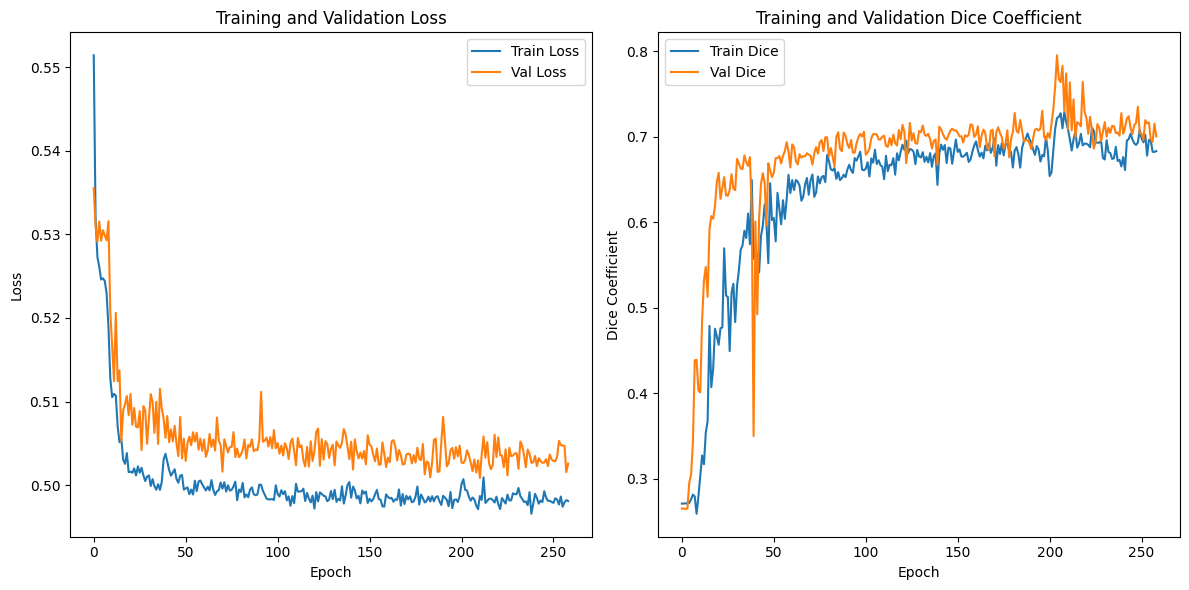 Training and Validation Loss
Train Loss
Val Loss
0.55
0.54
0.53
0.52
0.51
0.50
Loss
0
50
100
150
200
250
Epoch
Training and Validation Dice Coefficient
Train Dice
Val Dice
0.8
0.7
0.6
0.5
0.4
0.3
Dice Coefficient
0
50
100
150
200
250
Epoch